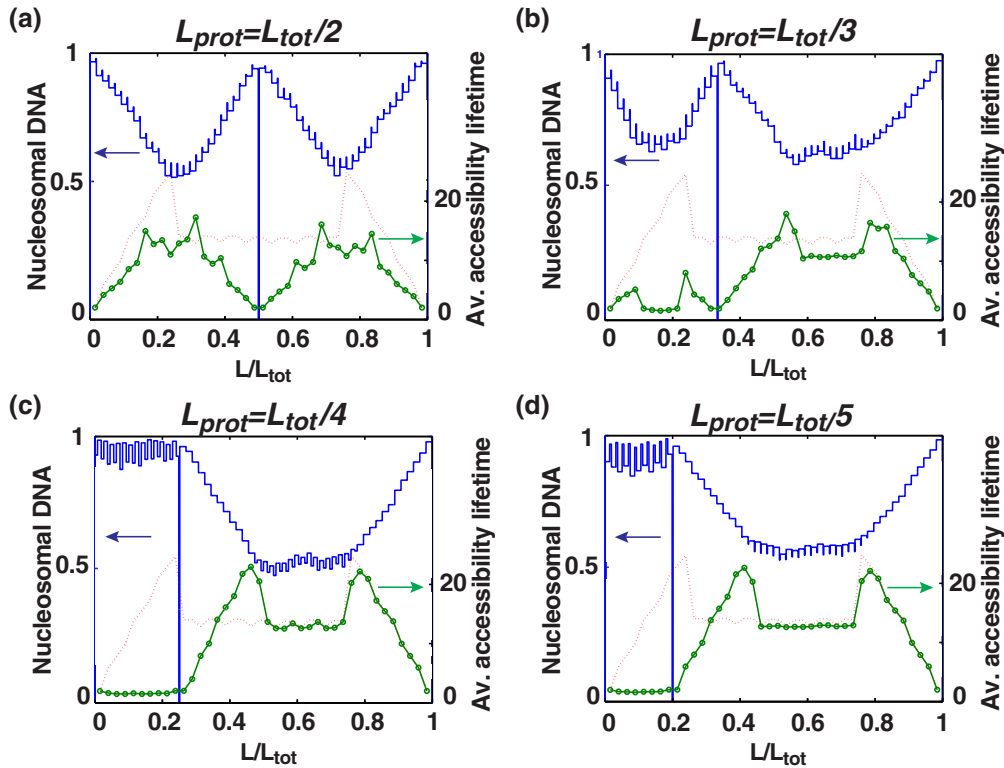 (a)
L_prot=L_tot/2
Nucleosomal DNA
1
0.5
0
20
0
Av. accessibility lifetime
0 0.2 0.4 0.6 0.8 1
L/L_tot
(b)
L_prot=L_tot/3
Nucleosomal DNA
1
1
0.5
0
20
0
Av. accessibility lifetime
0 0.2 0.4 0.6 0.8 1
L/L_tot
(c)
L_prot=L_tot/4
Nucleosomal DNA
1
0.5
0
20
0
Av. accessibility lifetime
0 0.2 0.4 0.6 0.8 1
L/L_tot
(d)
L_prot=L_tot/5
Nucleosomal DNA
1
0.5
0
20
0
Av. accessibility lifetime
0 0.2 0.4 0.6 0.8 1
L/L_tot